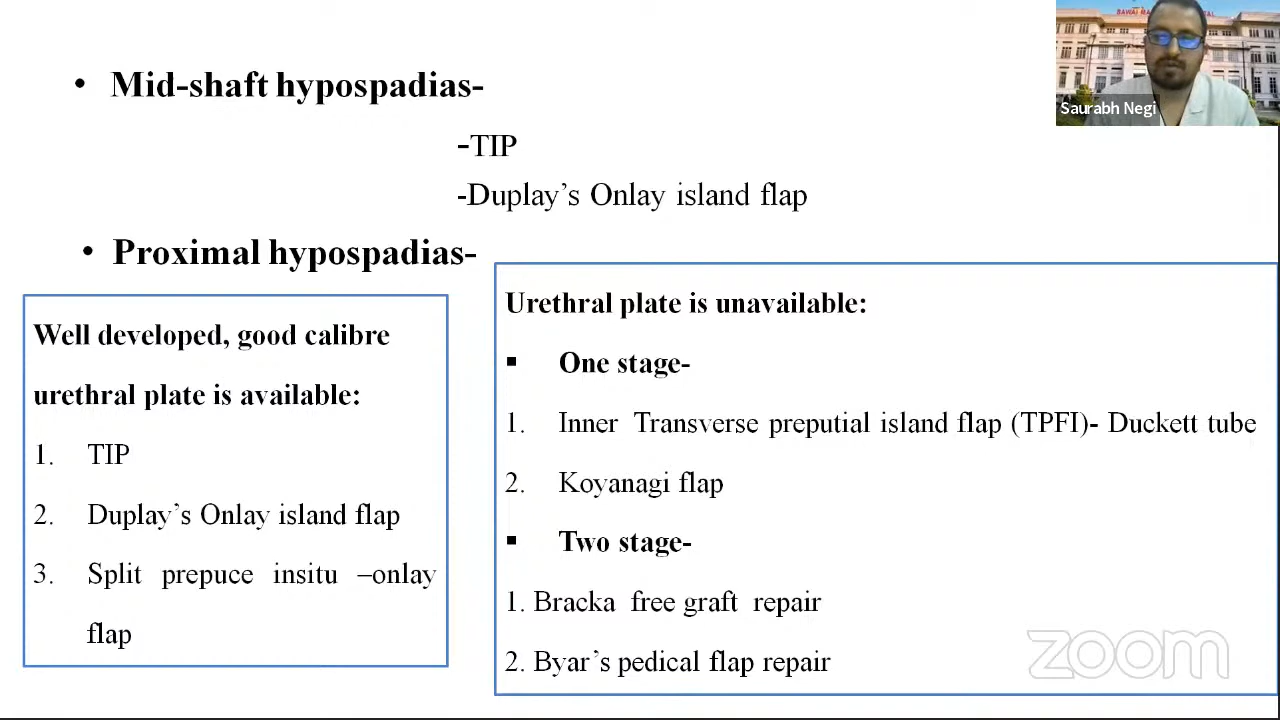 • Mid-shaft hypospadias-
-TIP
-Duplay’s Onlay island flap
• Proximal hypospadias-
Well developed, good calibre
urethral plate is available:
1. TIP
2. Duplay’s Onlay island flap
3. Split prepuce insitu –onlay
flap
Urethral plate is unavailable:
▪ One stage-
1. Inner Transverse preputial island flap (TPFI)- Duckett tube
2. Koyanagi flap
▪ Two stage-
1. Bracka free graft repair
2. Byar’s pedical flap repair
Saurabh Negi
zoom